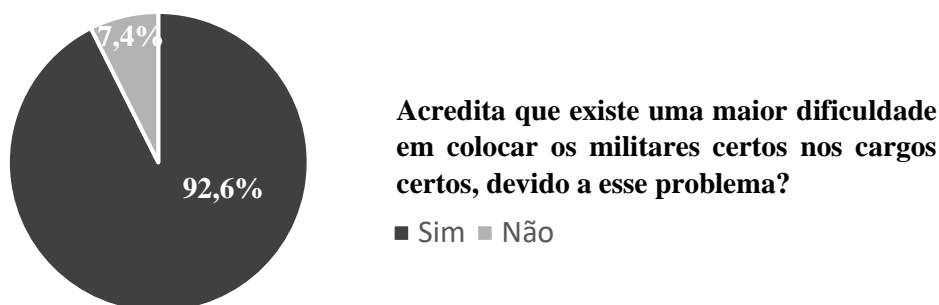 7,4%
92,6%
Acredita que existe uma maior dificuldade
em colocar os militares certos nos cargos
certos, devido a esse problema?
Sim Não